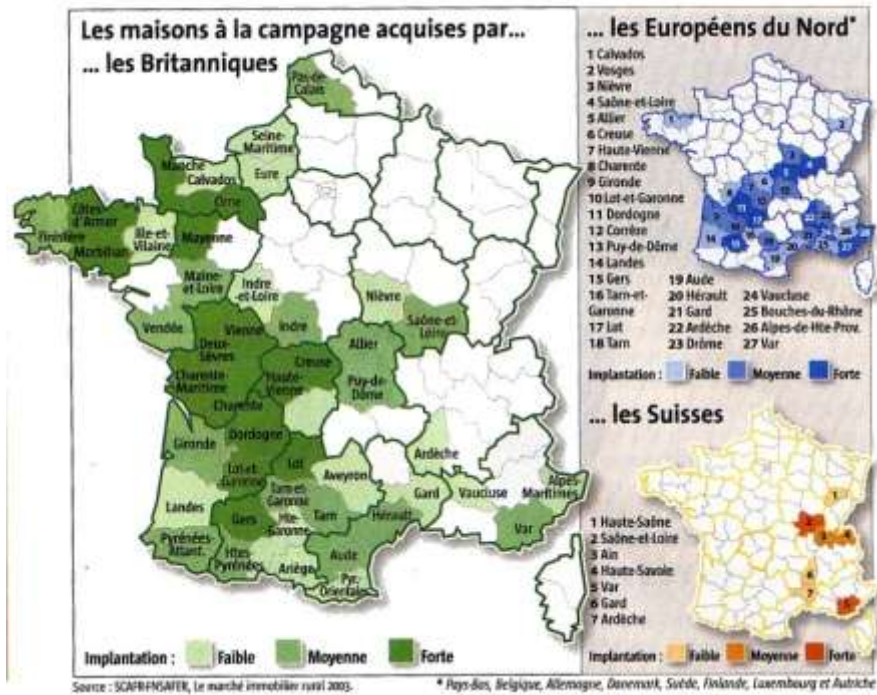 Les maisons à la campagne acquises par...
... les Britanniques
Pas-de-
Calais
Seine-
Maritime
Eure
Manche
Calvados
Orne
Côtes-
d'Armor
Finistère
Morbihan
Ille-et-
Vilaine
Mayenne
Maine-
et-Loire
Indre-
et-Loire
Nièvre
Saône-et-
Loire
Vendée
Vienne
Indre
Deux-
Sèvres
Allier
Creuse
Charente-
Maritime
Haute-
Vienne
Puy-de-
Dôme
Charente
Gironde
Dordogne
Ardèche
Lot-et-
Garonne
Lot
Aveyron
Landes
Tarn-et-
Garonne
Gard
Vaucluse
Alpes-
Maritimes
Gers
Hte-
Garonne
Tarn
Hérault
Var
Pyrénées-
Atlant.
Htes-
Pyrénées
Ariège
Aude
Pyr.
Orientales
Implantation : Faible Moyenne Forte
Source : SCAFR-FNSAFER, Le marché immobilier rural 2003.
... les Européens du Nord*
1 Calvados
2 Vosges
3 Nièvre
4 Saône-et-Loire
5 Allier
6 Creuse
7 Haute-Vienne
8 Charente
9 Gironde
10 Lot-et-Garonne
11 Dordogne
12 Corrèze
13 Puy-de-Dôme
14 Landes
15 Gers
16 Tarn-et-
Garonne
17 Lot
18 Tarn
19 Aude
20 Hérault
21 Gard
22 Ardèche
23 Drôme
24 Vaucluse
25 Bouches-du-Rhône
26 Alpes-de-Hte-Prov.
27 Var
Implantation : Faible Moyenne Forte
... les Suisses
1 Haute-Saône
2 Saône-et-Loire
3 Ain
4 Haute-Savoie
5 Var
6 Gard
7 Ardèche
Implantation : Faible Moyenne Forte
* Pays-Bas, Belgique, Allemagne, Danemark, Suède, Finlande, Luxembourg et Autriche